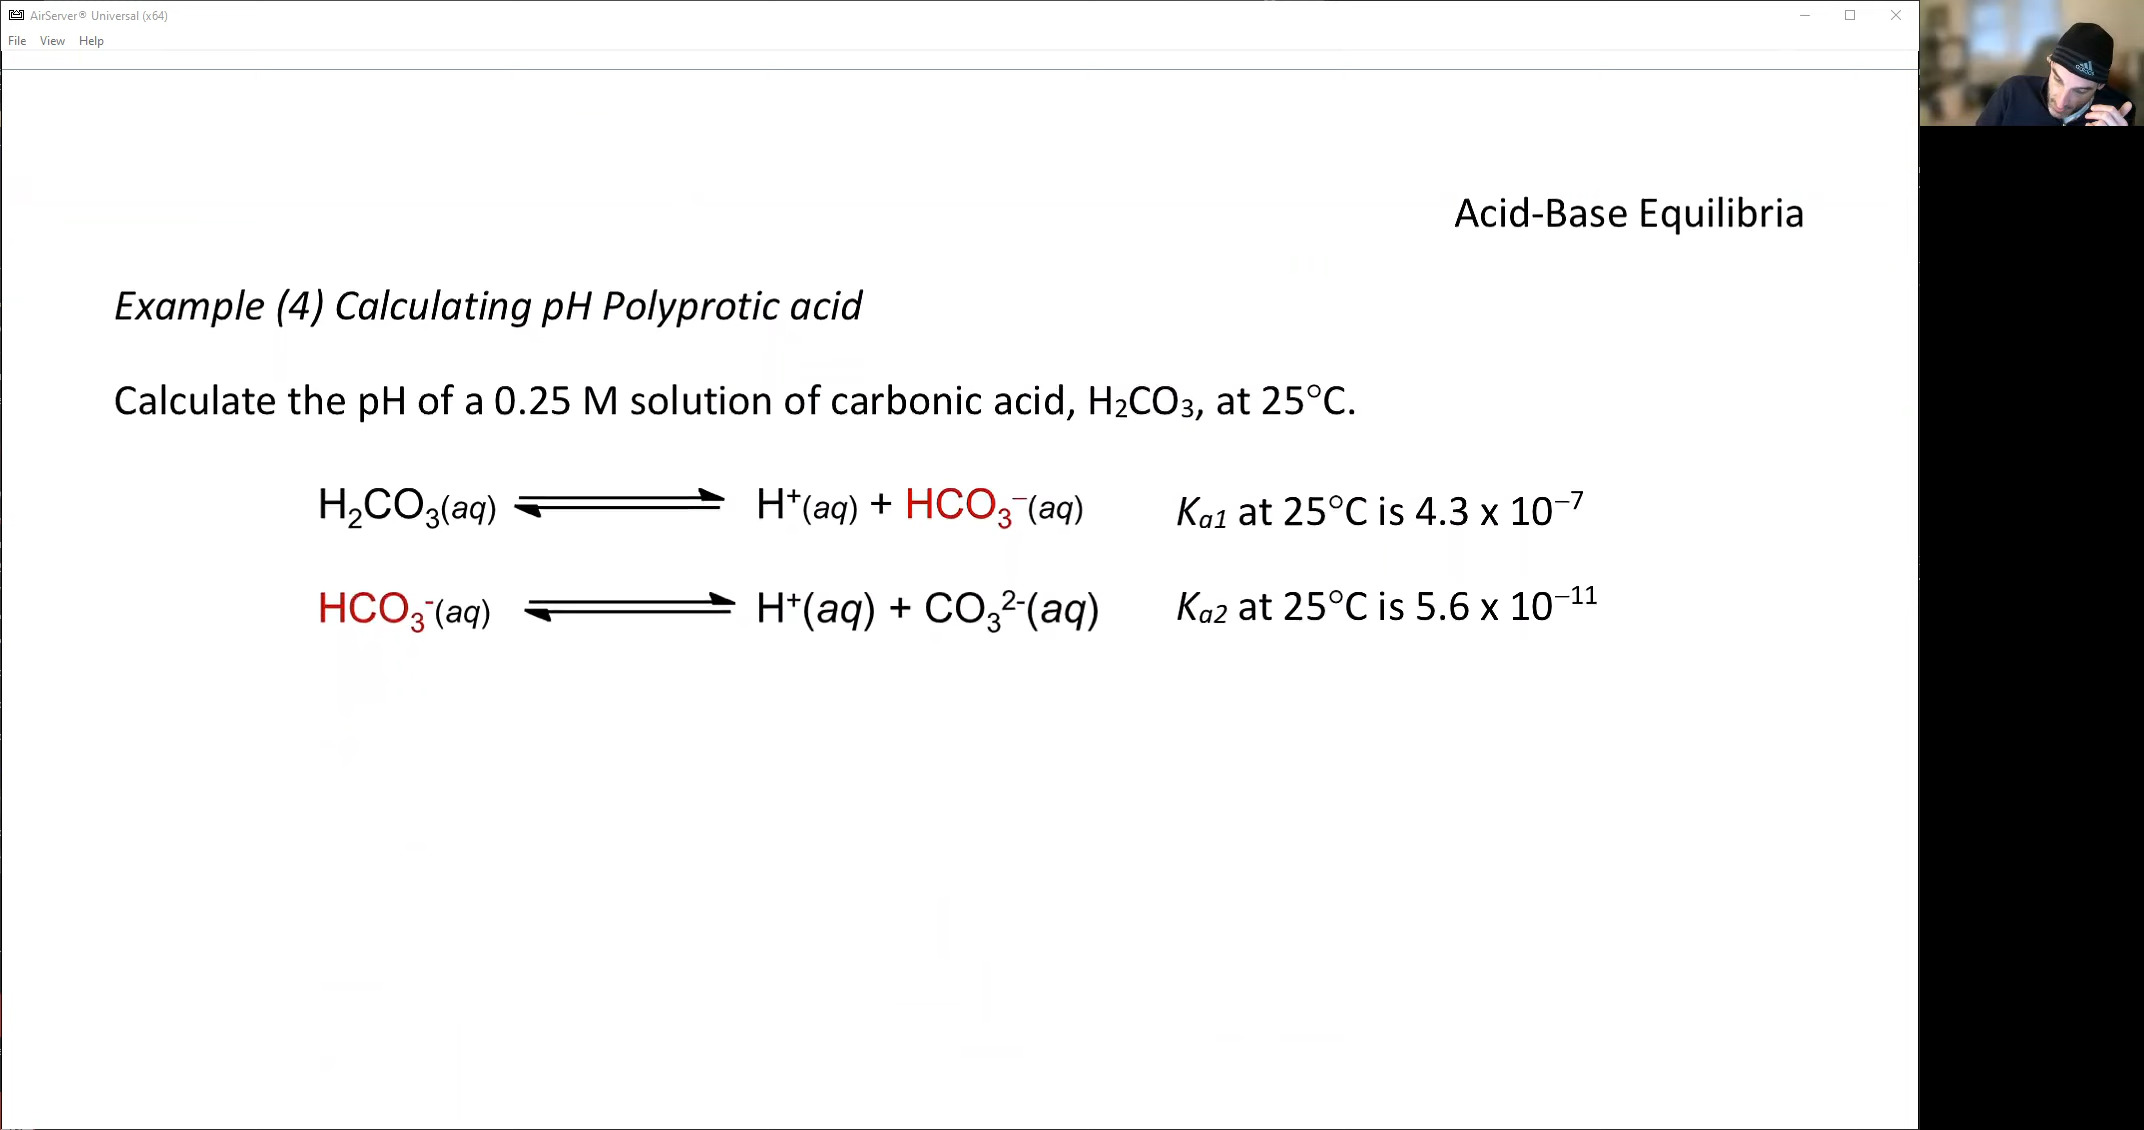 AirServer® Universal (x64)
File View Help
Acid-Base Equilibria
Example (4) Calculating pH Polyprotic acid
Calculate the pH of a 0.25 M solution of carbonic acid, H₂CO₃, at 25°C.
H₂CO₃(aq) ⇌ H⁺(aq) + HCO₃⁻(aq) Kₐ₁ at 25°C is 4.3 x 10⁻⁷
HCO₃⁻(aq) ⇌ H⁺(aq) + CO₃²⁻(aq) Kₐ₂ at 25°C is 5.6 x 10⁻¹¹